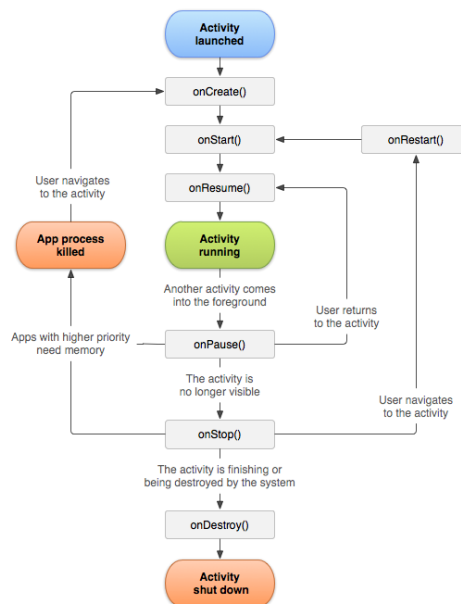 Activity
launched
onCreate()
onStart()
onRestart()
User navigates
to the activity
onResume()
App process
killed
Activity
running
Another activity comes
into the foreground
User returns
to the activity
Apps with higher priority
need memory
onPause()
The activity is
no longer visible
User navigates
to the activity
onStop()
The activity is finishing or
being destroyed by the system
onDestroy()
Activity
shut down